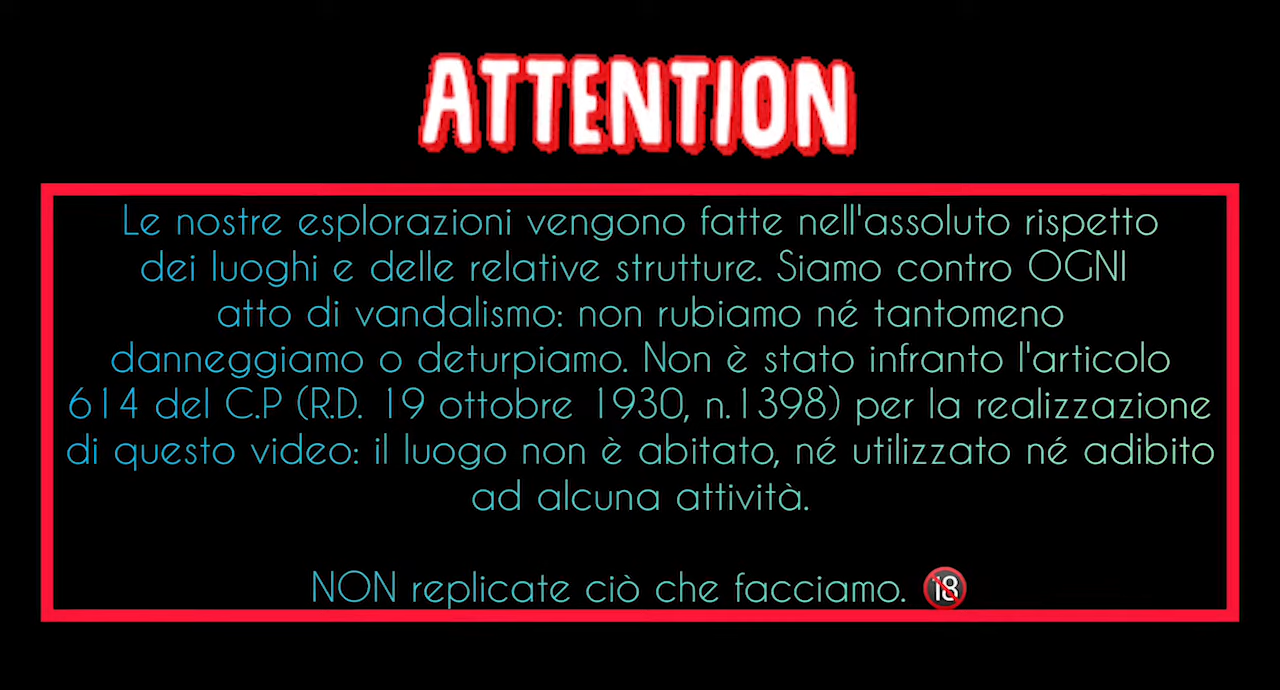 ATTENTION
Le nostre esplorazioni vengono fatte nell'assoluto rispetto
dei luoghi e delle relative strutture. Siamo contro OGNI
atto di vandalismo: non rubiamo né tantomeno
danneggiamo o deturpiamo. Non è stato infranto l'articolo
614 del C.P (R.D. 19 ottobre 1930, n.1398) per la realizzazione
di questo video: il luogo non è abitato, né utilizzato né adibito
ad alcuna attività.
NON replicate ciò che facciamo. 🔞